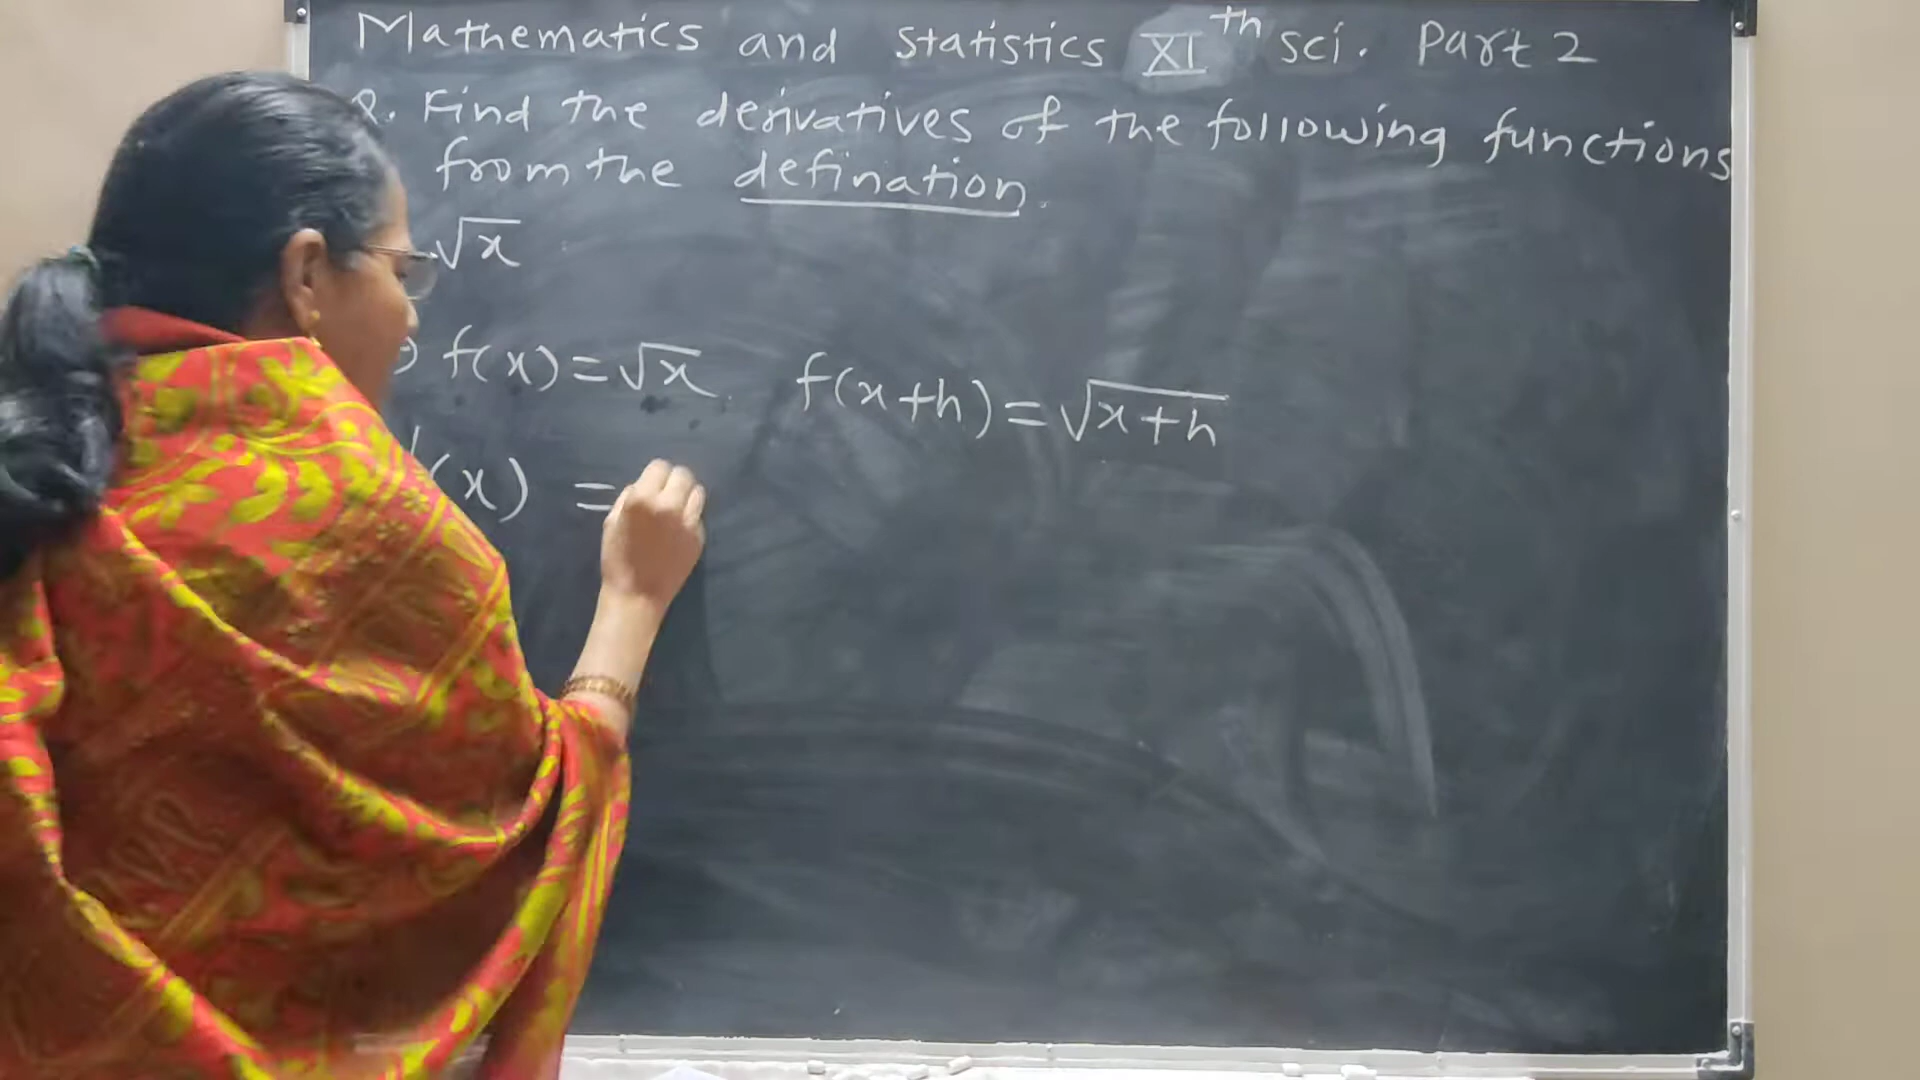 Mathematics and Statistics XI th sci. Part 2
Q. Find the derivatives of the following functions
from the defination.
√x
f(x) = √x f(x+h) = √x+h
(x) =